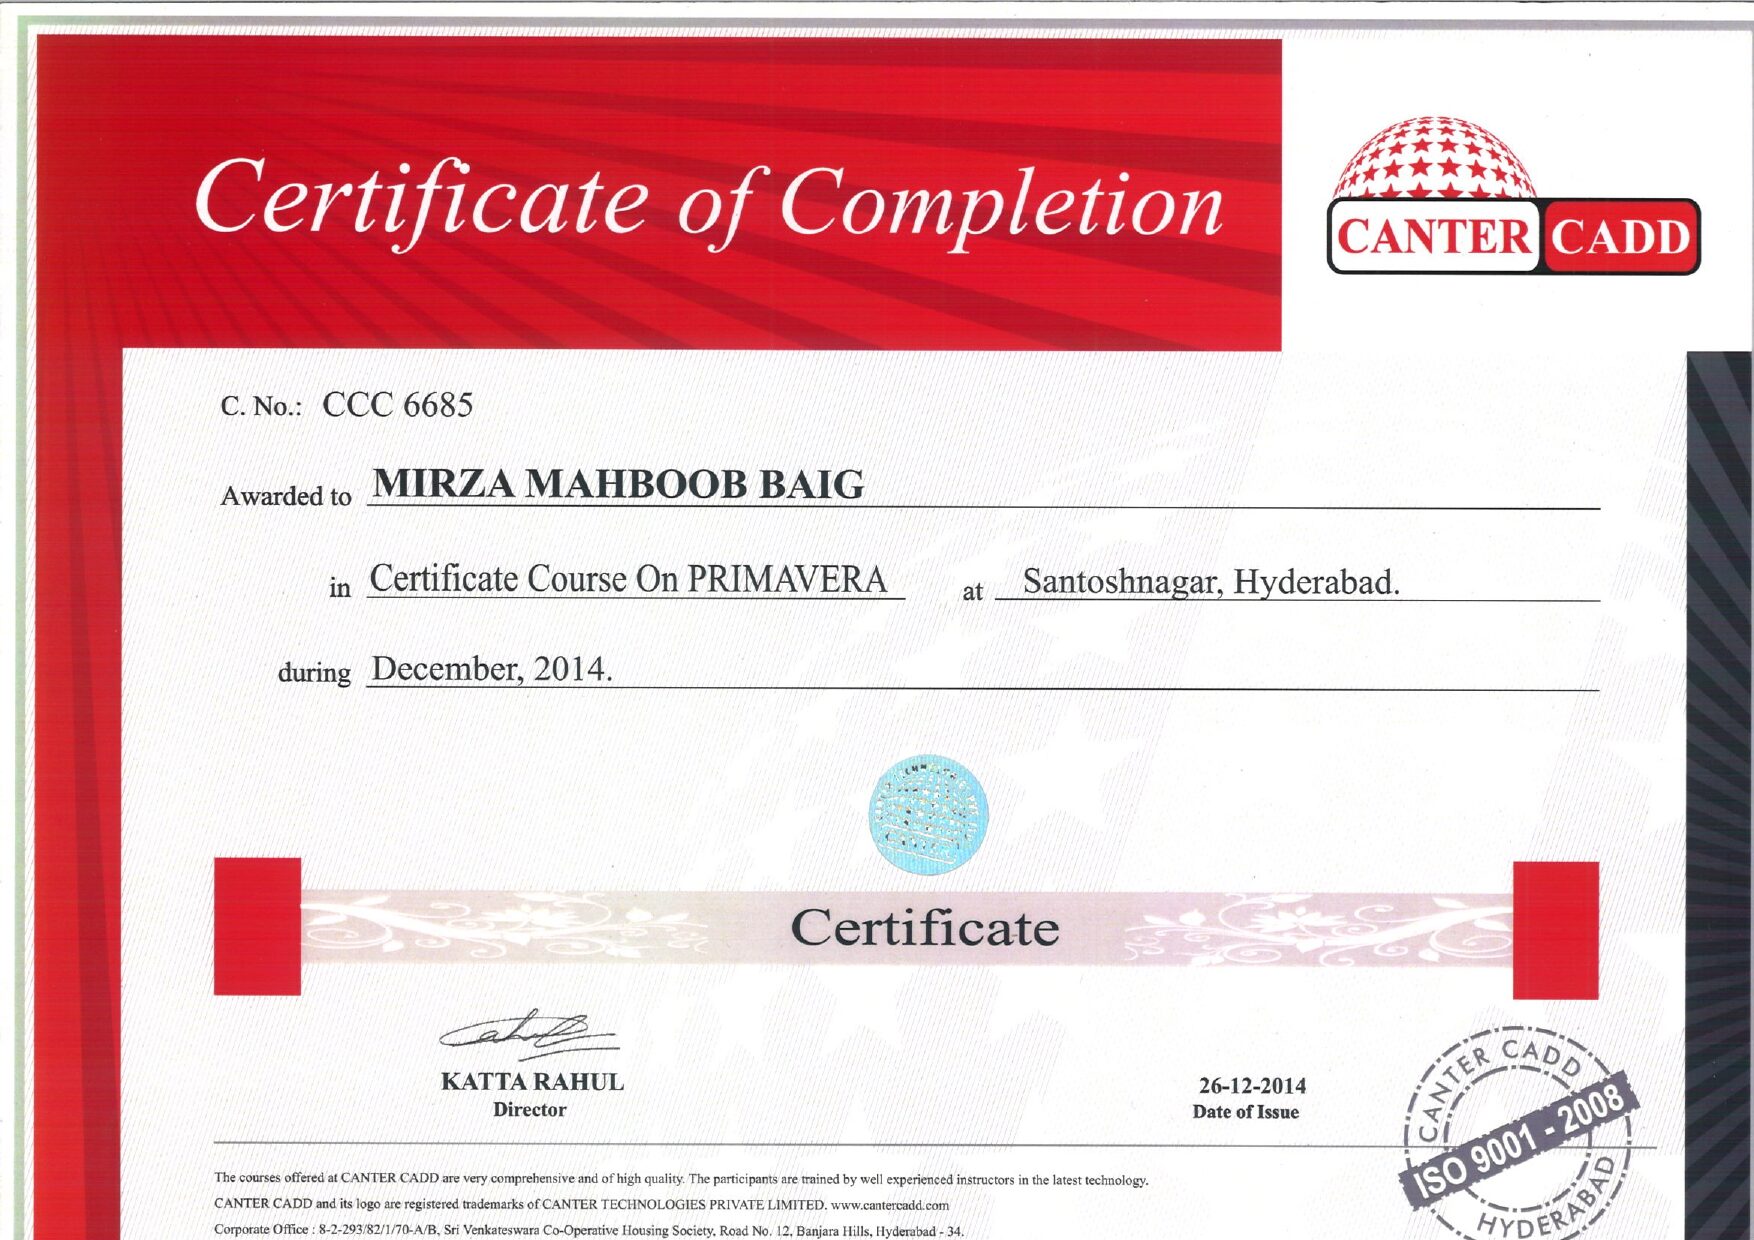 Certificate of Completion
CANTER CADD
C. No.: CCC 6685
Awarded to MIRZA MAHBOOB BAIG
in Certificate Course On PRIMAVERA at Santoshnagar, Hyderabad.
during December, 2014.
Certificate
KATTA RAHUL
Director
26-12-2014
Date of Issue
CANTER CADD
ISO 9001 - 2008
HYDERABAD
The courses offered at CANTER CADD are very comprehensive and of high quality. The participants are trained by well experienced instructors in the latest technology.
CANTER CADD and its logo are registered trademarks of CANTER TECHNOLOGIES PRIVATE LIMITED. www.cantercadd.com
Corporate Office : 8-2-293/82/1/70-A/B, Sri Venkateswara Co-Operative Housing Society, Road No. 12, Banjara Hills, Hyderabad - 34.